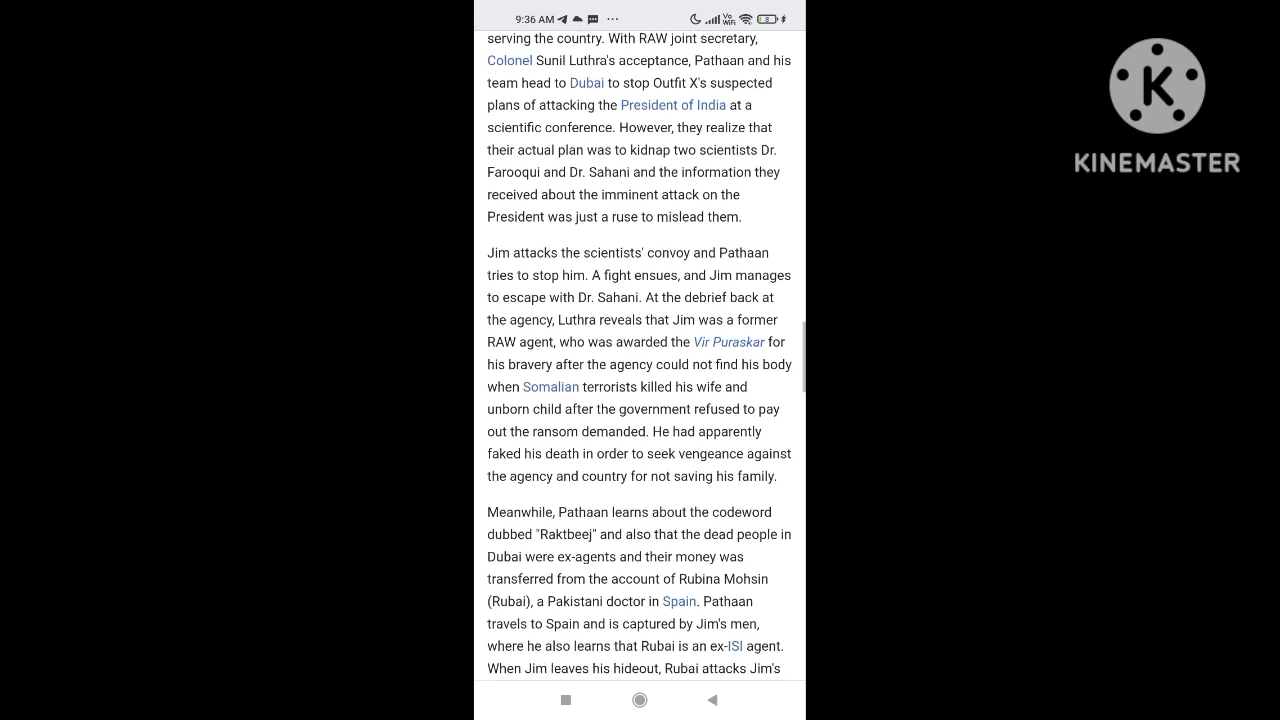 9:36 AM
Vo
WiFi
8
serving the country. With RAW joint secretary,
Colonel Sunil Luthra's acceptance, Pathaan and his
team head to Dubai to stop Outfit X's suspected
plans of attacking the President of India at a
scientific conference. However, they realize that
their actual plan was to kidnap two scientists Dr.
Farooqui and Dr. Sahani and the information they
received about the imminent attack on the
President was just a ruse to mislead them.
Jim attacks the scientists' convoy and Pathaan
tries to stop him. A fight ensues, and Jim manages
to escape with Dr. Sahani. At the debrief back at
the agency, Luthra reveals that Jim was a former
RAW agent, who was awarded the Vir Puraskar for
his bravery after the agency could not find his body
when Somalian terrorists killed his wife and
unborn child after the government refused to pay
out the ransom demanded. He had apparently
faked his death in order to seek vengeance against
the agency and country for not saving his family.
Meanwhile, Pathaan learns about the codeword
dubbed "Raktbeej" and also that the dead people in
Dubai were ex-agents and their money was
transferred from the account of Rubina Mohsin
(Rubai), a Pakistani doctor in Spain. Pathaan
travels to Spain and is captured by Jim's men,
where he also learns that Rubai is an ex-ISI agent.
When Jim leaves his hideout, Rubai attacks Jim's
K
KINEMASTER